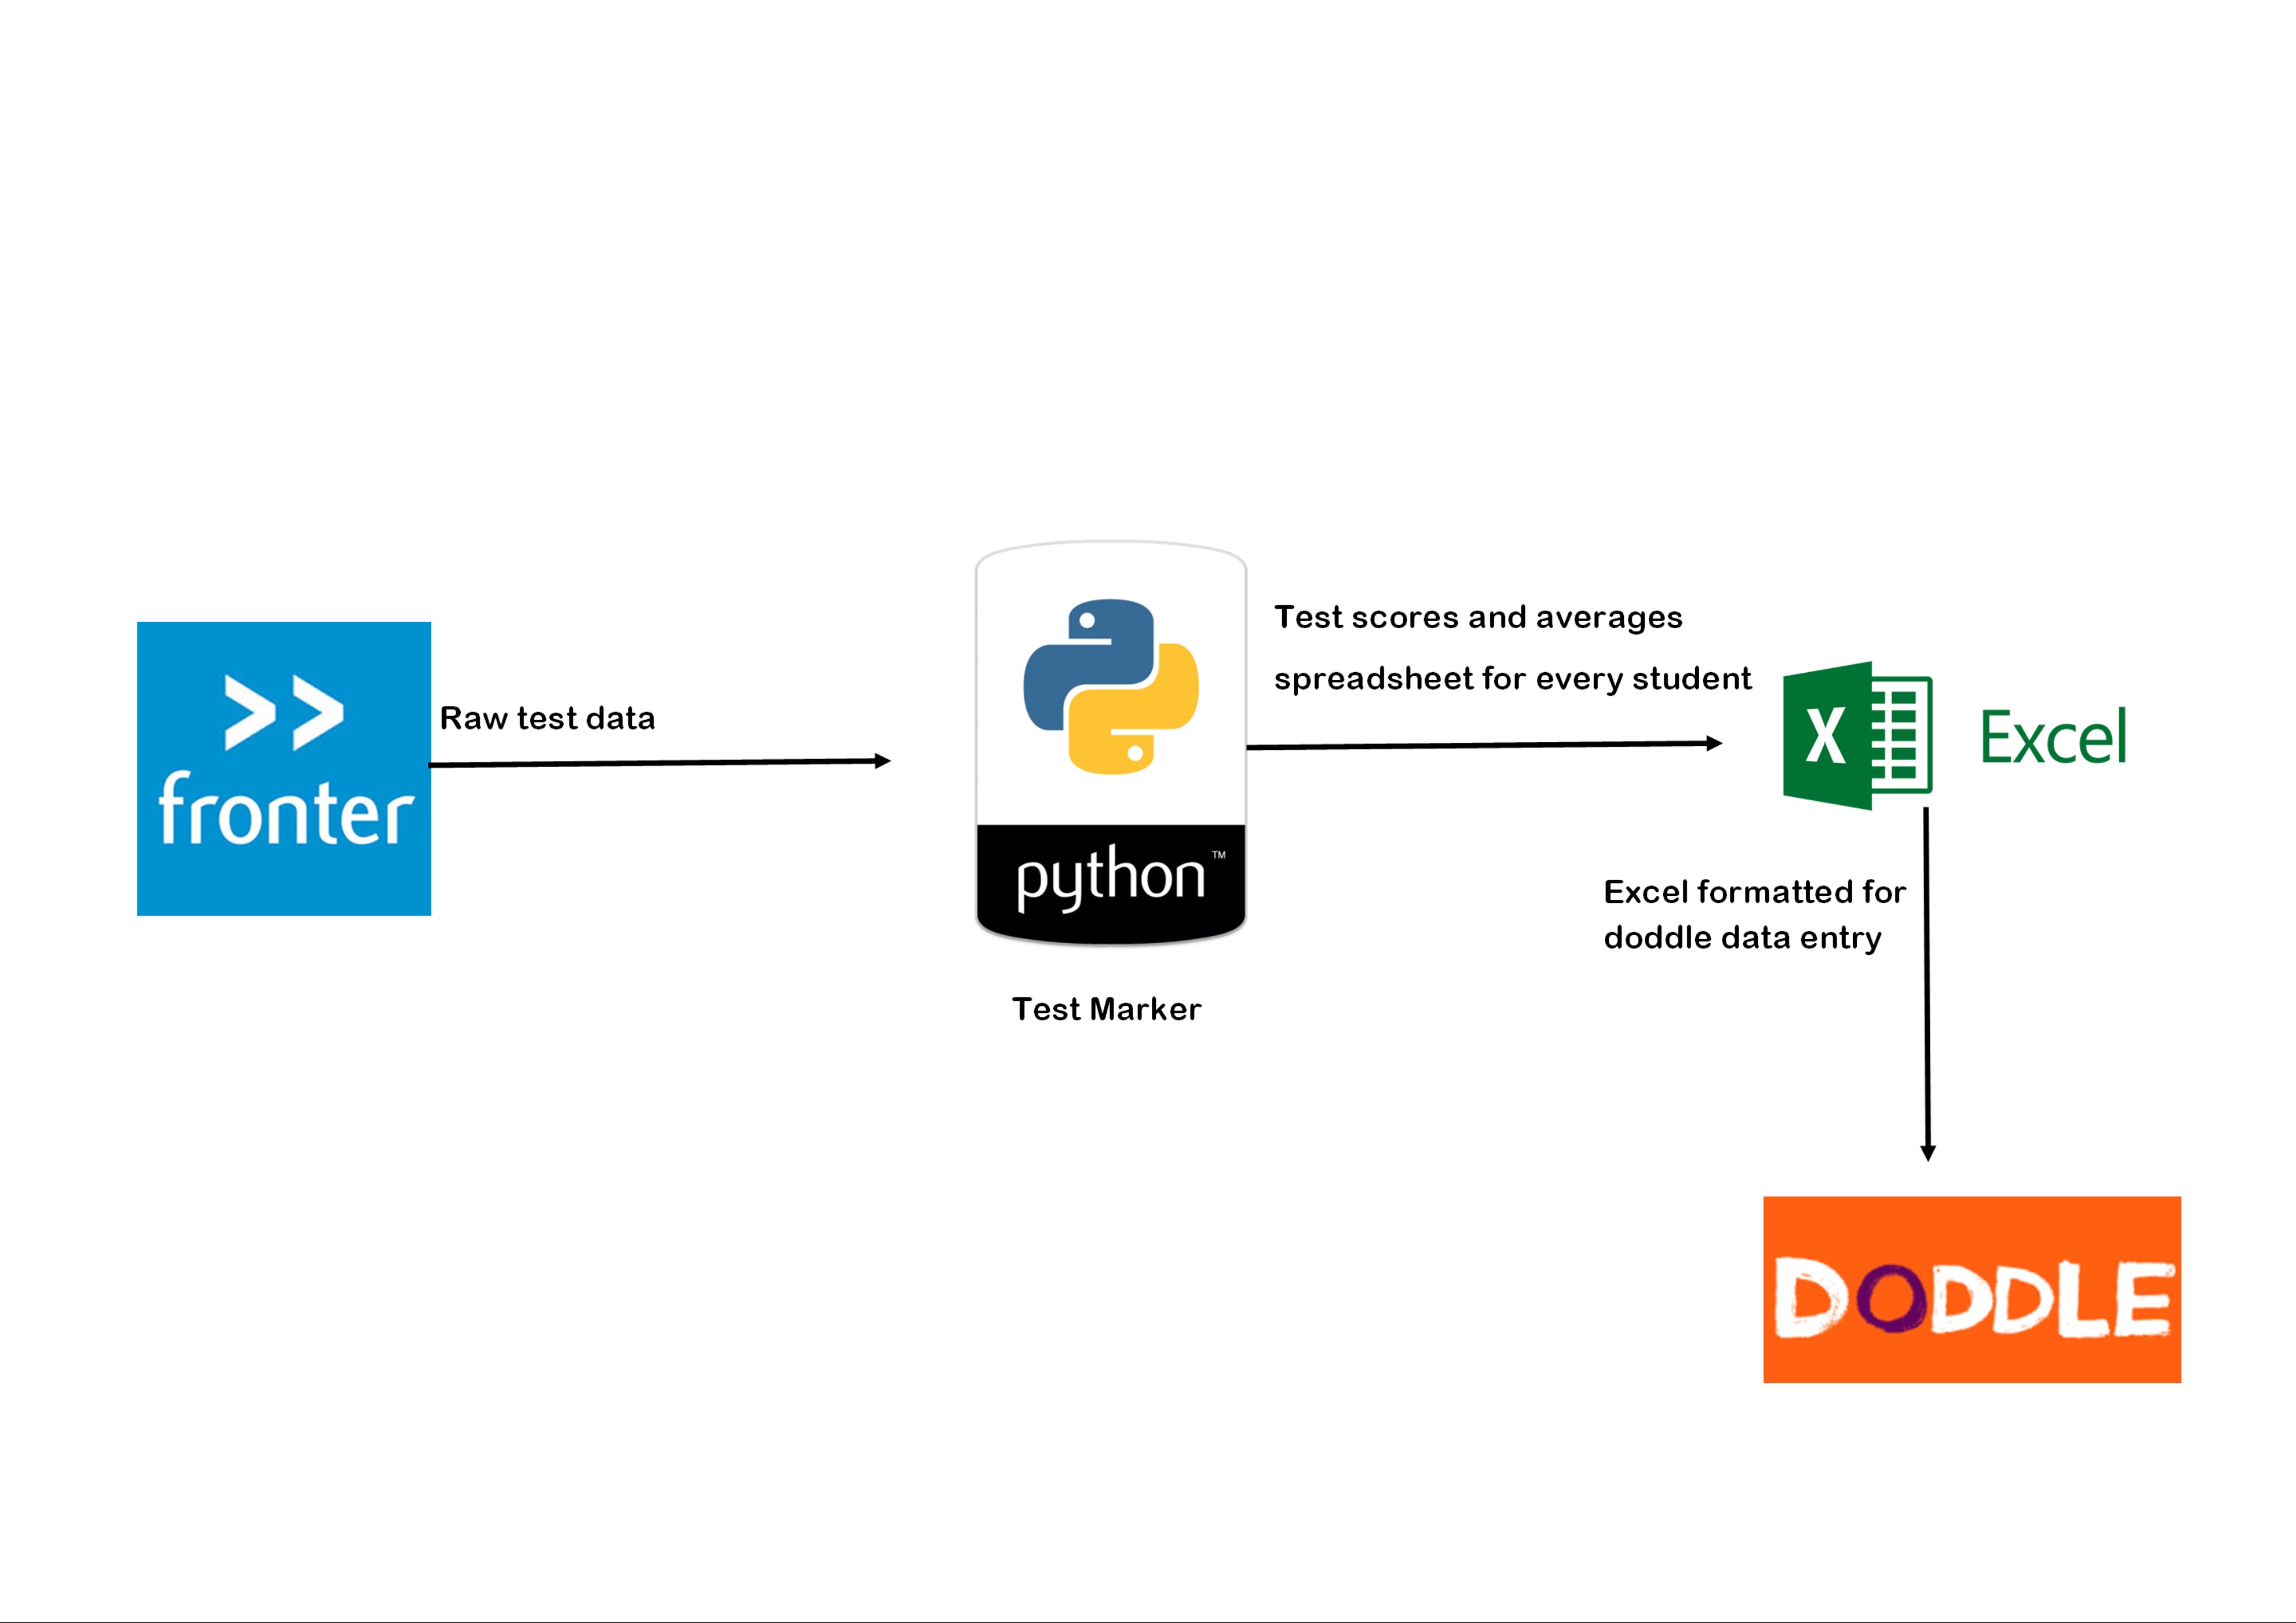 >>
fronter
Raw test data
python™
Test Marker
Test scores and averages
spreadsheet for every student
X
Excel
Excel formatted for
doddle data entry
DODDLE